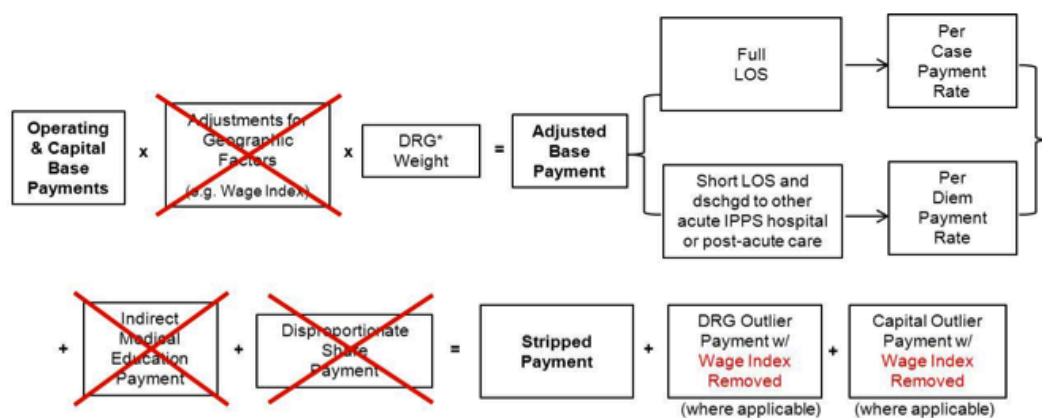 Operating
& Capital
Base
Payments
x
Adjustments for
Geographic
Factors
(e.g. Wage Index)
x
DRG*
Weight
=
Adjusted
Base
Payment
Full
LOS
Per
Case
Payment
Rate
Short LOS and
dschgd to other
acute IPPS hospital
or post-acute care
Per
Diem
Payment
Rate
+
Indirect
Medical
Education
Payment
+
Disproportionate
Share
Payment
=
Stripped
Payment
+
DRG Outlier
Payment w/
Wage Index
Removed
(where applicable)
+
Capital Outlier
Payment w/
Wage Index
Removed
(where applicable)